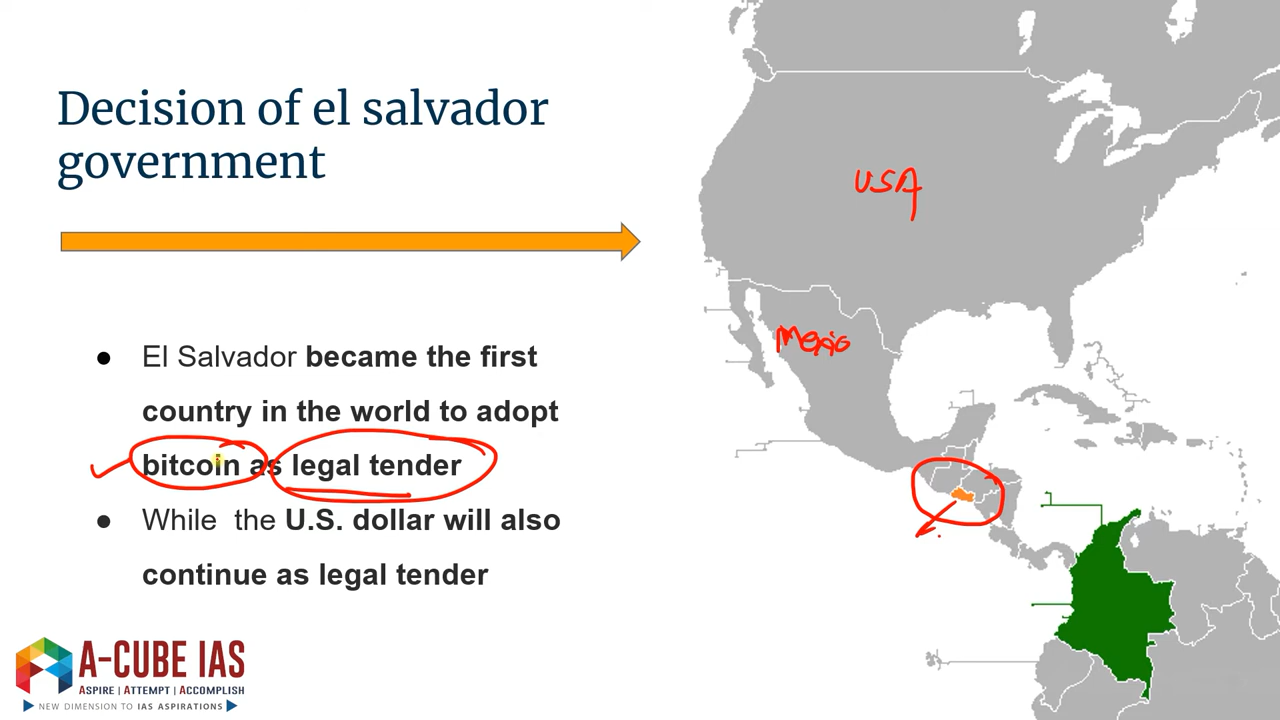 Decision of el salvador
government
● El Salvador became the first
country in the world to adopt
bitcoin as legal tender
● While the U.S. dollar will also
continue as legal tender
USA
Mexio
A-CUBE IAS
ASPIRE | ATTEMPT | ACCOMPLISH
NEW DIMENSION TO IAS ASPIRATIONS